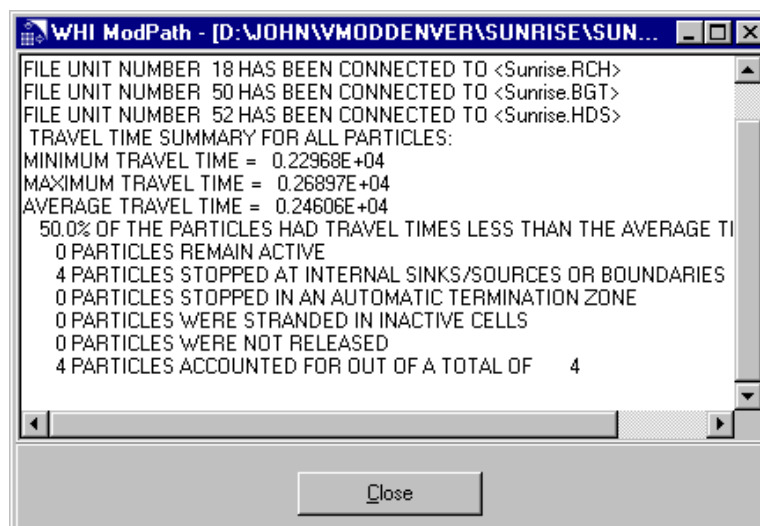 WHI ModPath - [D:\JOHN\VMODDENVER\SUNRISE\SUN...
FILE UNIT NUMBER 18 HAS BEEN CONNECTED TO <Sunrise.RCH>
FILE UNIT NUMBER 50 HAS BEEN CONNECTED TO <Sunrise.BGT>
FILE UNIT NUMBER 52 HAS BEEN CONNECTED TO <Sunrise.HDS>
TRAVEL TIME SUMMARY FOR ALL PARTICLES:
MINIMUM TRAVEL TIME = 0.22968E+04
MAXIMUM TRAVEL TIME = 0.26897E+04
AVERAGE TRAVEL TIME = 0.24606E+04
50.0% OF THE PARTICLES HAD TRAVEL TIMES LESS THAN THE AVERAGE TI
0 PARTICLES REMAIN ACTIVE
4 PARTICLES STOPPED AT INTERNAL SINKS/SOURCES OR BOUNDARIES
0 PARTICLES STOPPED IN AN AUTOMATIC TERMINATION ZONE
0 PARTICLES WERE STRANDED IN INACTIVE CELLS
0 PARTICLES WERE NOT RELEASED
4 PARTICLES ACCOUNTED FOR OUT OF A TOTAL OF 4
Close